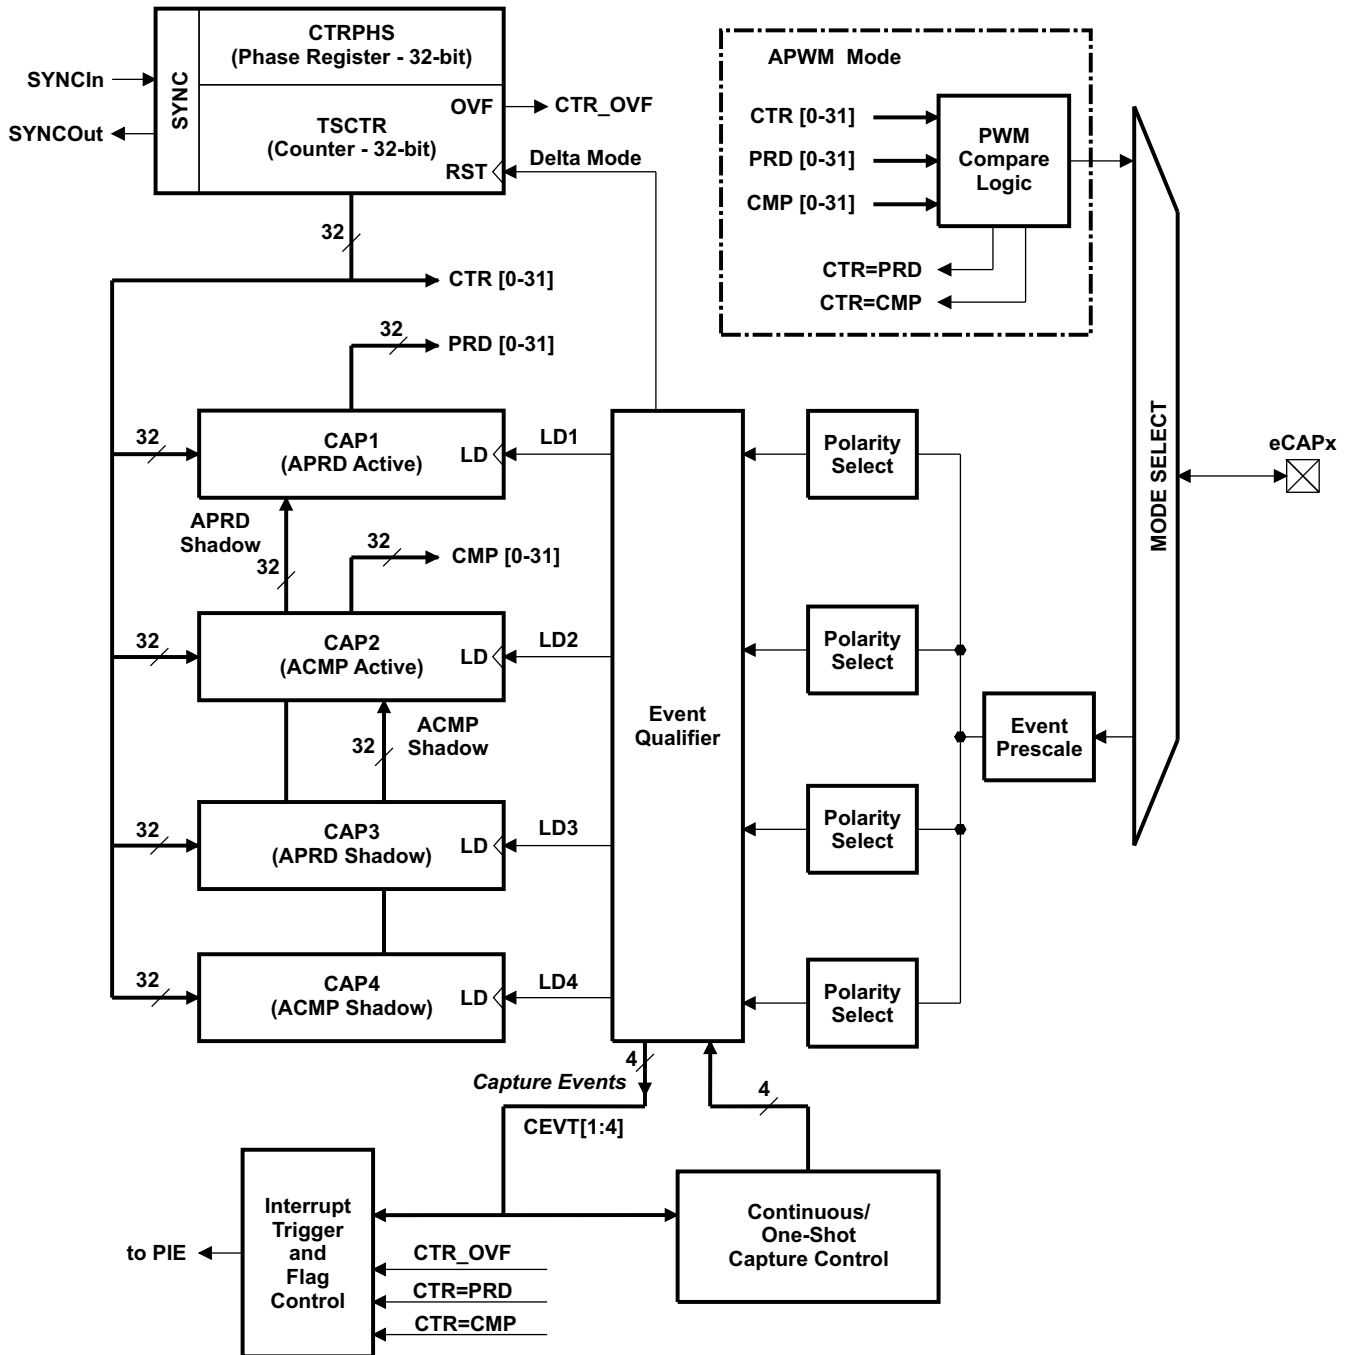 CTRPHS
(Phase Register - 32-bit)
SYNC
SYNCIn
SYNCOut
OVF
CTR_OVF
TSCTR
(Counter - 32-bit)
RST
Delta Mode
32
CTR [0-31]
32
PRD [0-31]
APWM Mode
CTR [0-31]
PRD [0-31]
CMP [0-31]
PWM
Compare
Logic
CTR=PRD
CTR=CMP
MODE SELECT
eCAPx
32
CAP1
(APRD Active)
LD
LD1
Polarity
Select
APRD
Shadow
32
32
CMP [0-31]
32
CAP2
(ACMP Active)
LD
LD2
Polarity
Select
Event
Qualifier
Event
Prescale
32
ACMP
Shadow
32
CAP3
(APRD Shadow)
LD
LD3
Polarity
Select
32
CAP4
(ACMP Shadow)
LD
LD4
Polarity
Select
4
Capture Events
CEVT[1:4]
4
Interrupt
Trigger
and
Flag
Control
to PIE
CTR_OVF
CTR=PRD
CTR=CMP
Continuous/
One-Shot
Capture Control